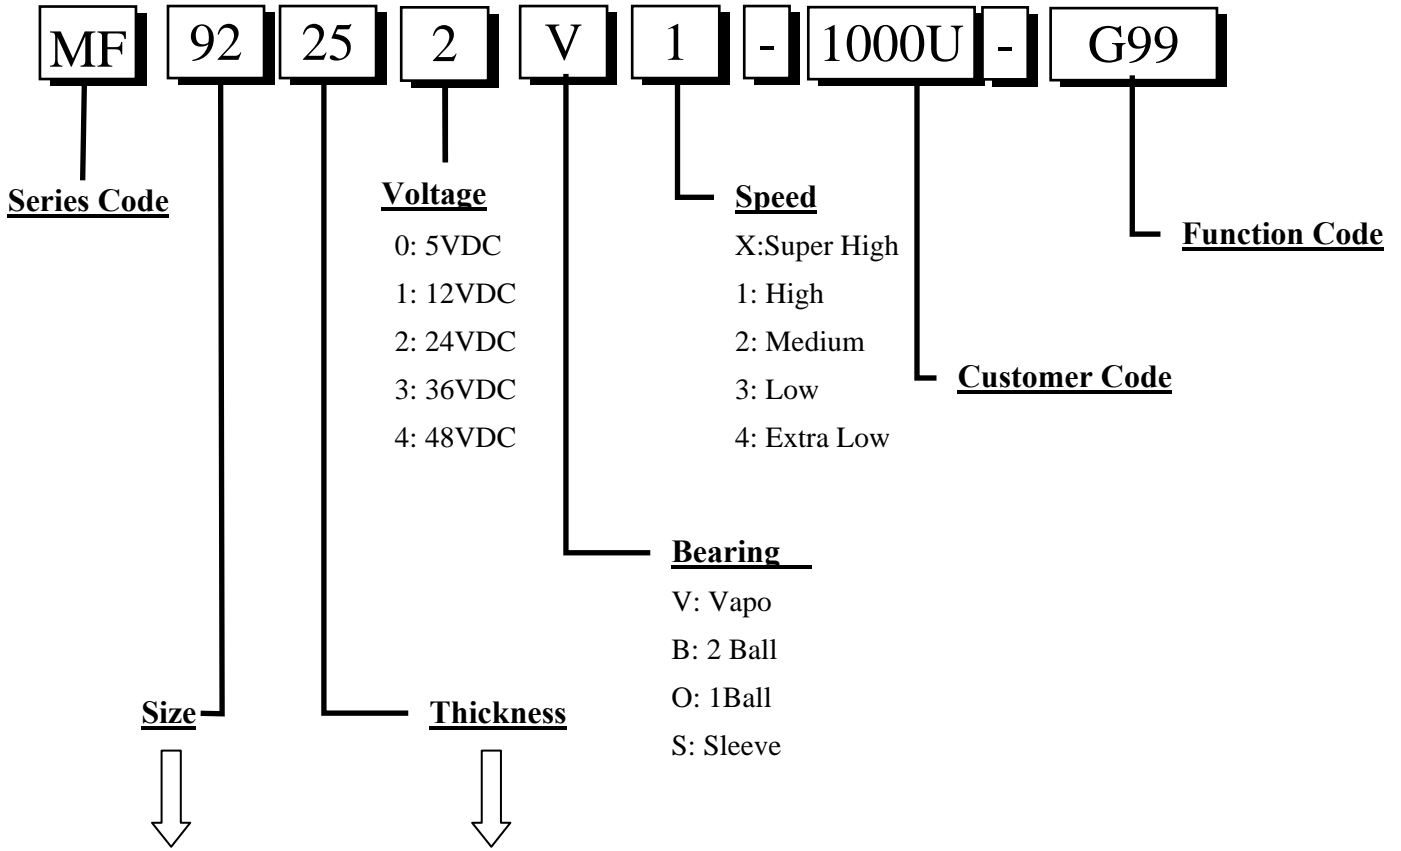 MF 92 25 2 V 1 - 1000U - G99
Series Code
Voltage
0: 5VDC
1: 12VDC
2: 24VDC
3: 36VDC
4: 48VDC
Speed
X:Super High
1: High
2: Medium
3: Low
4: Extra Low
Function Code
Customer Code
Bearing
V: Vapo
B: 2 Ball
O: 1Ball
S: Sleeve
Size
Thickness